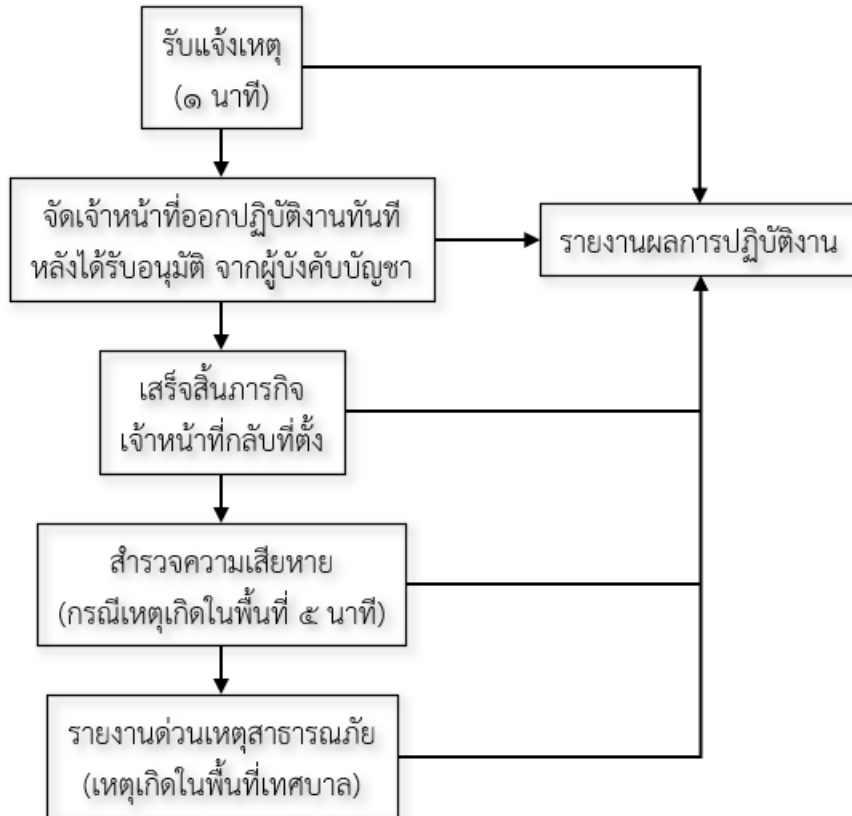 รับแจ้งเหตุ
(๑ นาที)
จัดเจ้าหน้าที่ออกปฏิบัติงานทันที
หลังได้รับอนุมัติ จากผู้บังคับบัญชา
รายงานผลการปฏิบัติงาน
เสร็จสิ้นภารกิจ
เจ้าหน้าที่กลับที่ตั้ง
สำรวจความเสียหาย
(กรณีเหตุเกิดในพื้นที่ ๕ นาที)
รายงานด่วนเหตุสาธารณภัย
(เหตุเกิดในพื้นที่เทศบาล)